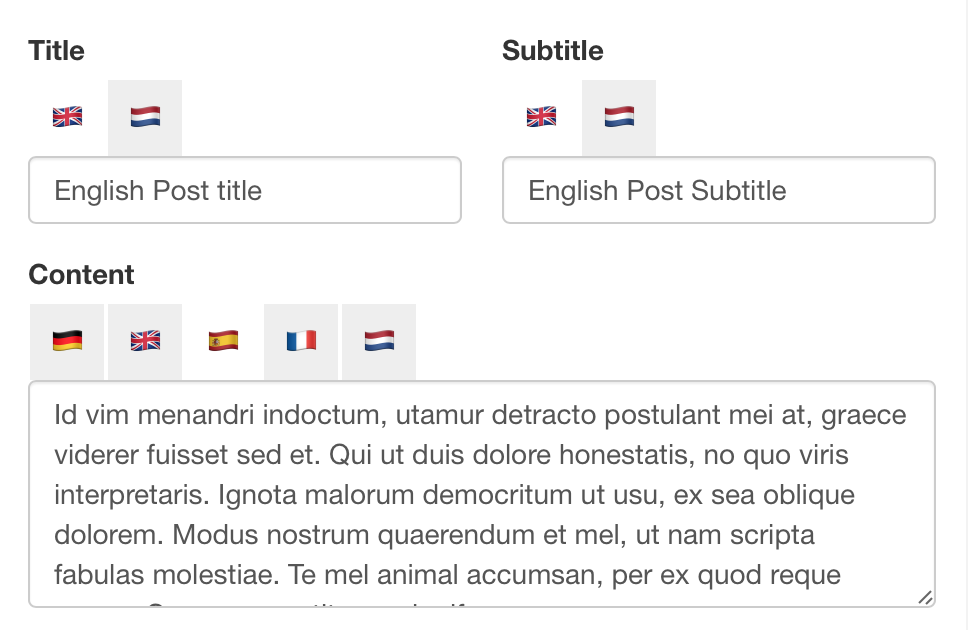 Title
Subtitle
English Post title
English Post Subtitle
Content
Id vim menandri indoctum, utamur detracto postulant mei at, graece
viderer fuisset sed et. Qui ut duis dolore honestatis, no quo viris
interpretaris. Ignota malorum democritum ut usu, ex sea oblique
dolorem. Modus nostrum quaerendum et mel, ut nam scripta
fabulas molestiae. Te mel animal accumsan, per ex quod reque